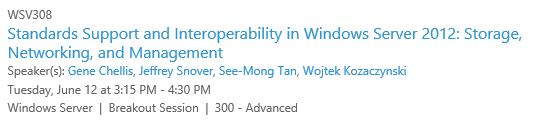 WSV308
Standards Support and Interoperability in Windows Server 2012: Storage,
Networking, and Management
Speaker(s): Gene Chellis, Jeffrey Snover, See-Mong Tan, Wojtek Kozaczynski
Tuesday, June 12 at 3:15 PM - 4:30 PM
Windows Server | Breakout Session | 300 - Advanced